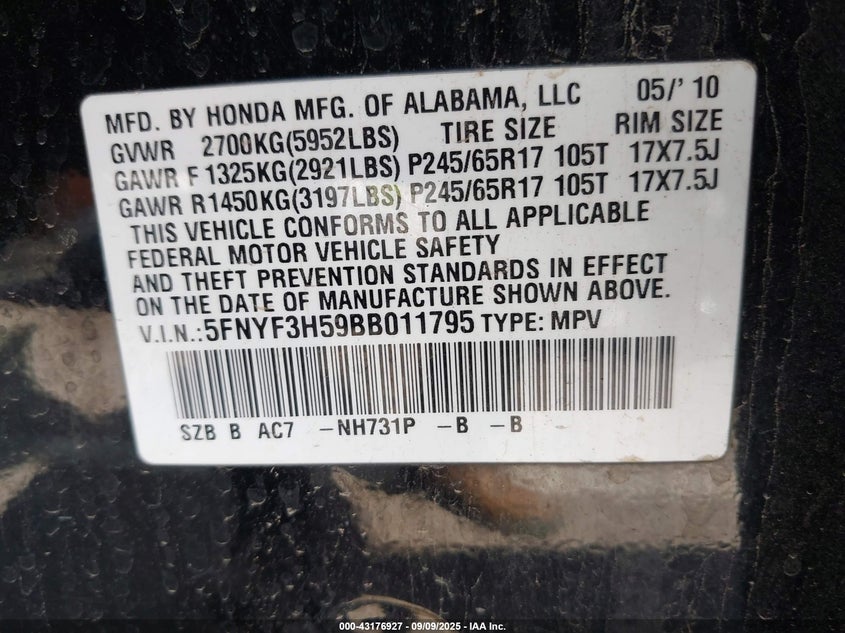 MFD. BY HONDA MFG. OF ALABAMA, LLC 05/' 10
GVWR 2700KG(5952LBS) TIRE SIZE RIM SIZE
GAWR F 1325KG(2921LBS) P245/65R17 105T 17X7.5J
GAWR R1450KG(3197LBS) P245/65R17 105T 17X7.5J
THIS VEHICLE CONFORMS TO ALL APPLICABLE
FEDERAL MOTOR VEHICLE SAFETY
AND THEFT PREVENTION STANDARDS IN EFFECT
ON THE DATE OF MANUFACTURE SHOWN ABOVE.
V.I.N.:5FNYF3H59BB011795 TYPE: MPV
SZB B AC7 -NH731P -B -B
000-43176927 - 09/09/2025 - IAA Inc.